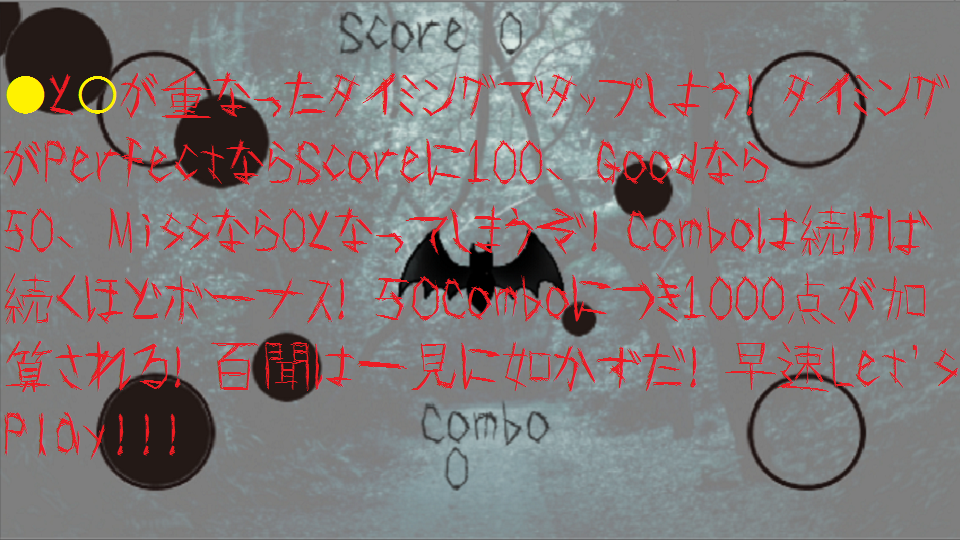 Score 0
●と○が重なったタイミングでタップしよう! タイミング
がPerfectならScoreに100、Goodなら
50、Missなら0となってしまうぞ! Comboは続けば
続くほどボーナス! 50Comboにつき1000点が加
算される! 百聞は一見に如かずだ! 早速Let's
Play!!!
Combo
0